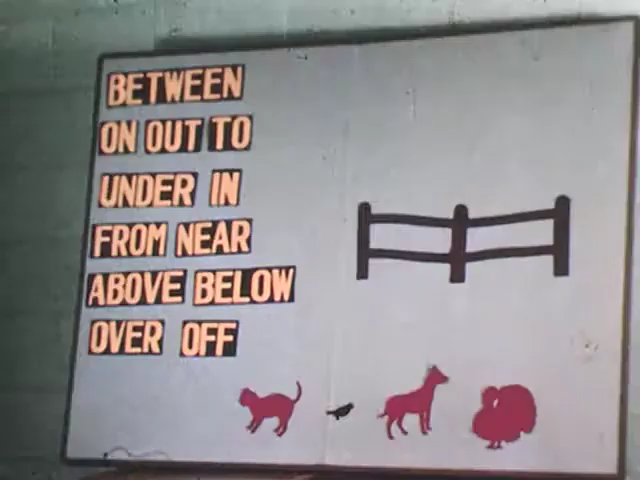 BETWEEN
ON OUT TO
UNDER IN
FROM NEAR
ABOVE BELOW
OVER OFF